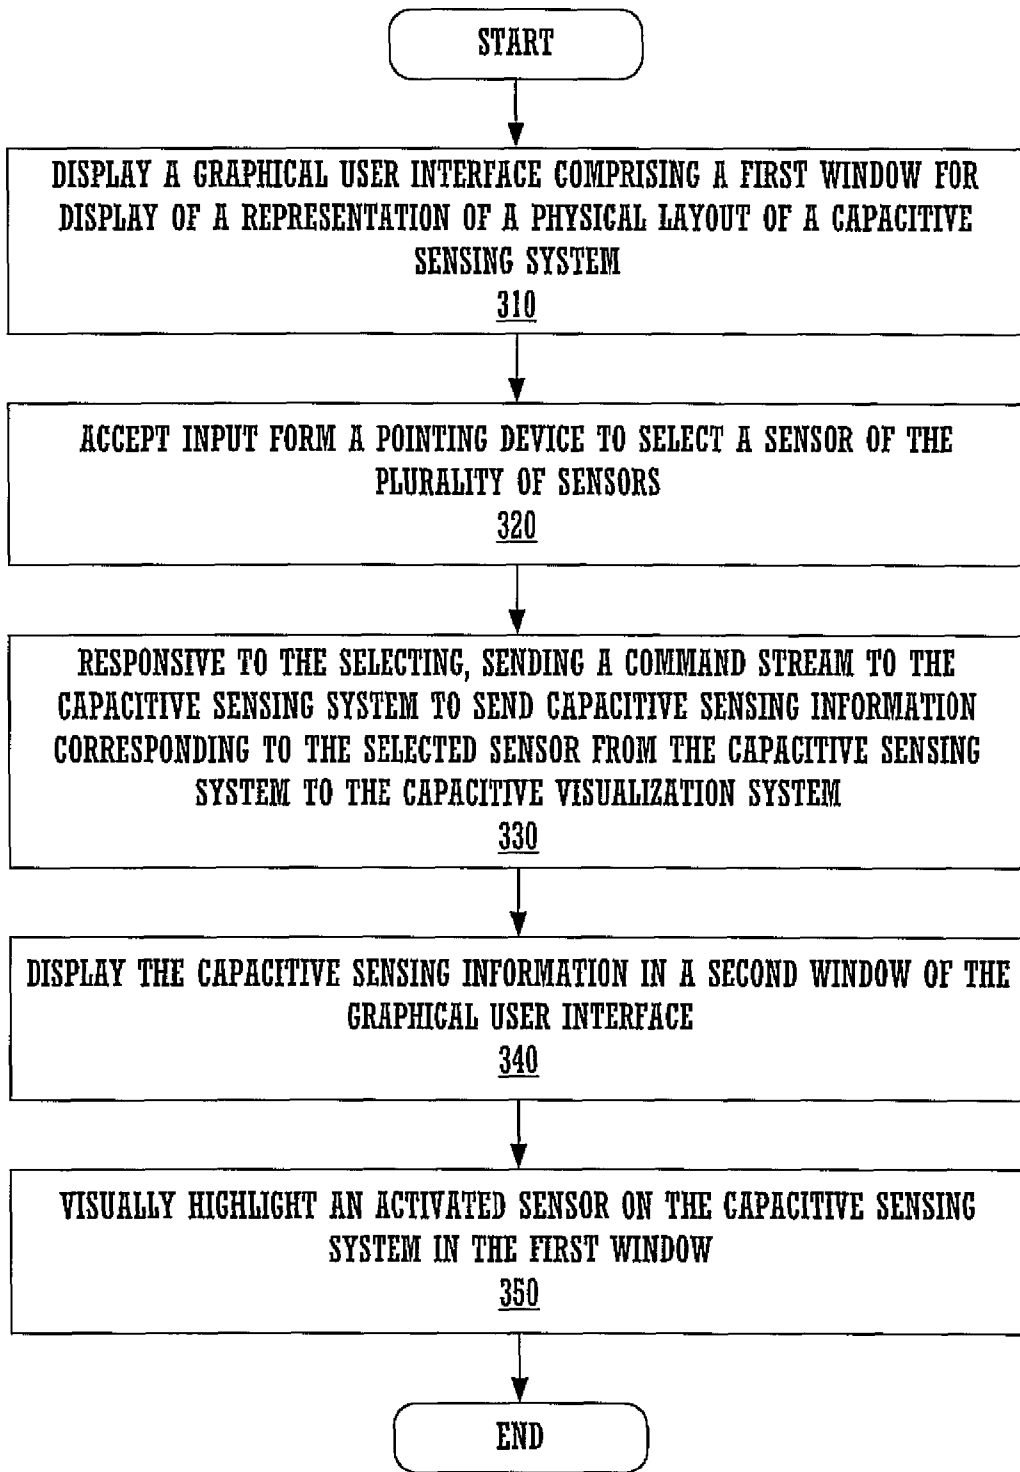 START
DISPLAY A GRAPHICAL USER INTERFACE COMPRISING A FIRST WINDOW FOR
DISPLAY OF A REPRESENTATION OF A PHYSICAL LAYOUT OF A CAPACITIVE
SENSING SYSTEM
310
ACCEPT INPUT FORM A POINTING DEVICE TO SELECT A SENSOR OF THE
PLURALITY OF SENSORS
320
RESPONSIVE TO THE SELECTING, SENDING A COMMAND STREAM TO THE
CAPACITIVE SENSING SYSTEM TO SEND CAPACITIVE SENSING INFORMATION
CORRESPONDING TO THE SELECTED SENSOR FROM THE CAPACITIVE SENSING
SYSTEM TO THE CAPACITIVE VISUALIZATION SYSTEM
330
DISPLAY THE CAPACITIVE SENSING INFORMATION IN A SECOND WINDOW OF THE
GRAPHICAL USER INTERFACE
340
VISUALLY HIGHLIGHT AN ACTIVATED SENSOR ON THE CAPACITIVE SENSING
SYSTEM IN THE FIRST WINDOW
350
END